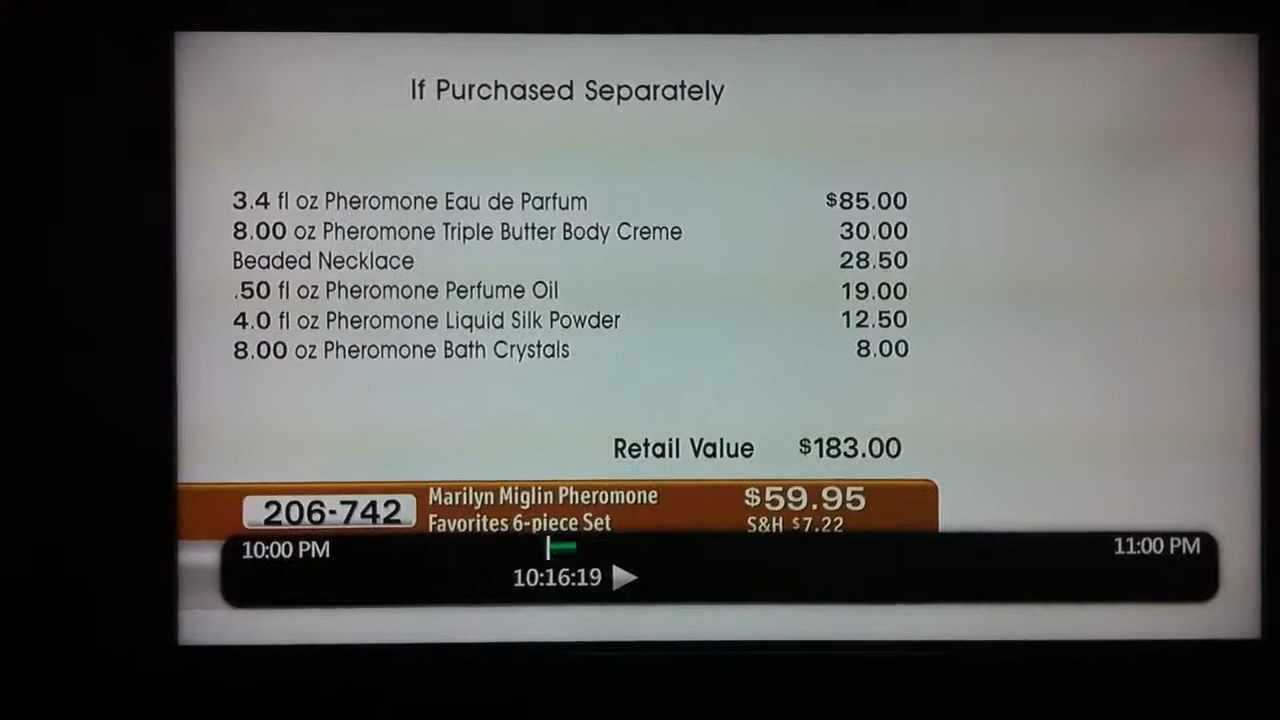 If Purchased Separately
3.4 fl oz Pheromone Eau de Parfum $85.00
8.00 oz Pheromone Triple Butter Body Creme 30.00
Beaded Necklace 28.50
.50 fl oz Pheromone Perfume Oil 19.00
4.0 fl oz Pheromone Liquid Silk Powder 12.50
8.00 oz Pheromone Bath Crystals 8.00
Retail Value $183.00
206-742
Marilyn Miglin Pheromone $59.95
Favorites 6-piece Set S&H $7.22
10:00 PM 11:00 PM
10:16:19